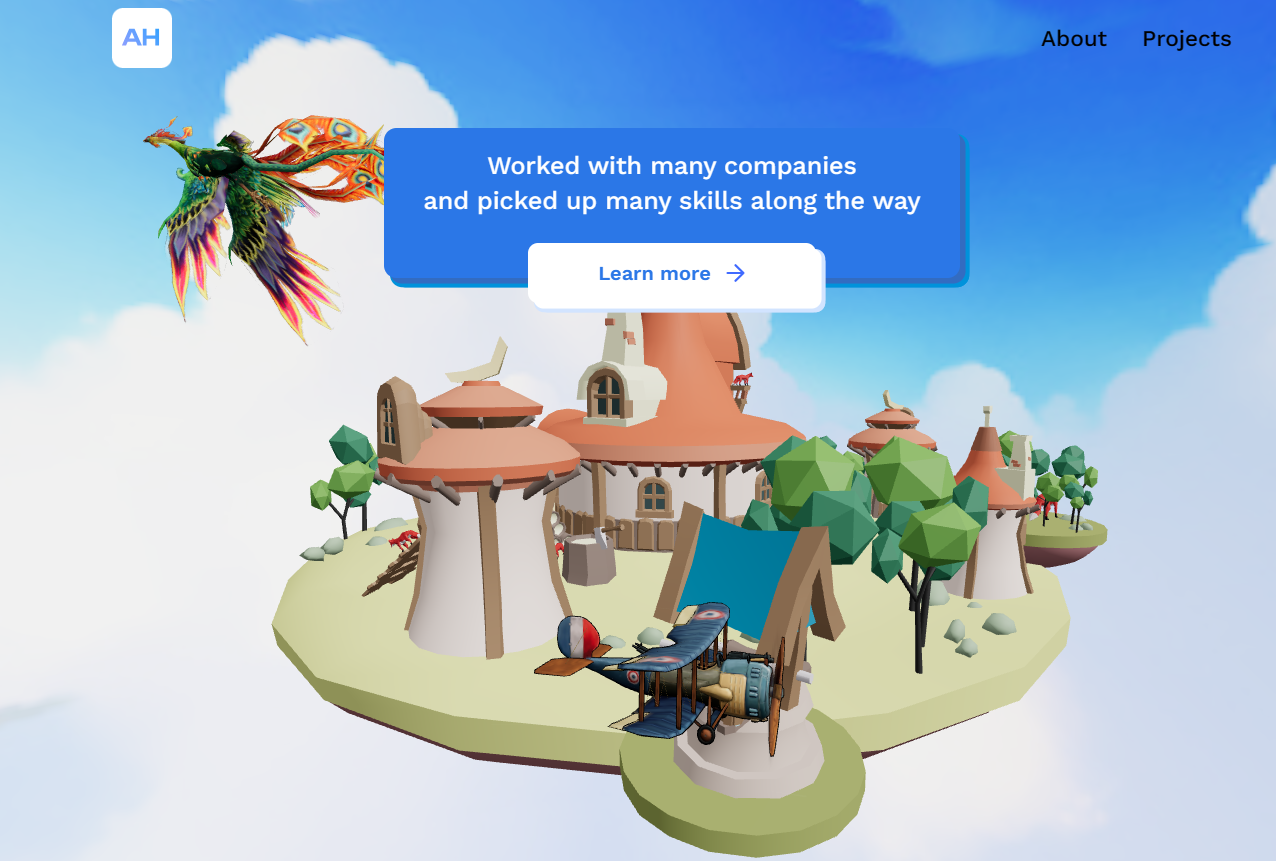 AH
About Projects
Worked with many companies
and picked up many skills along the way
Learn more →